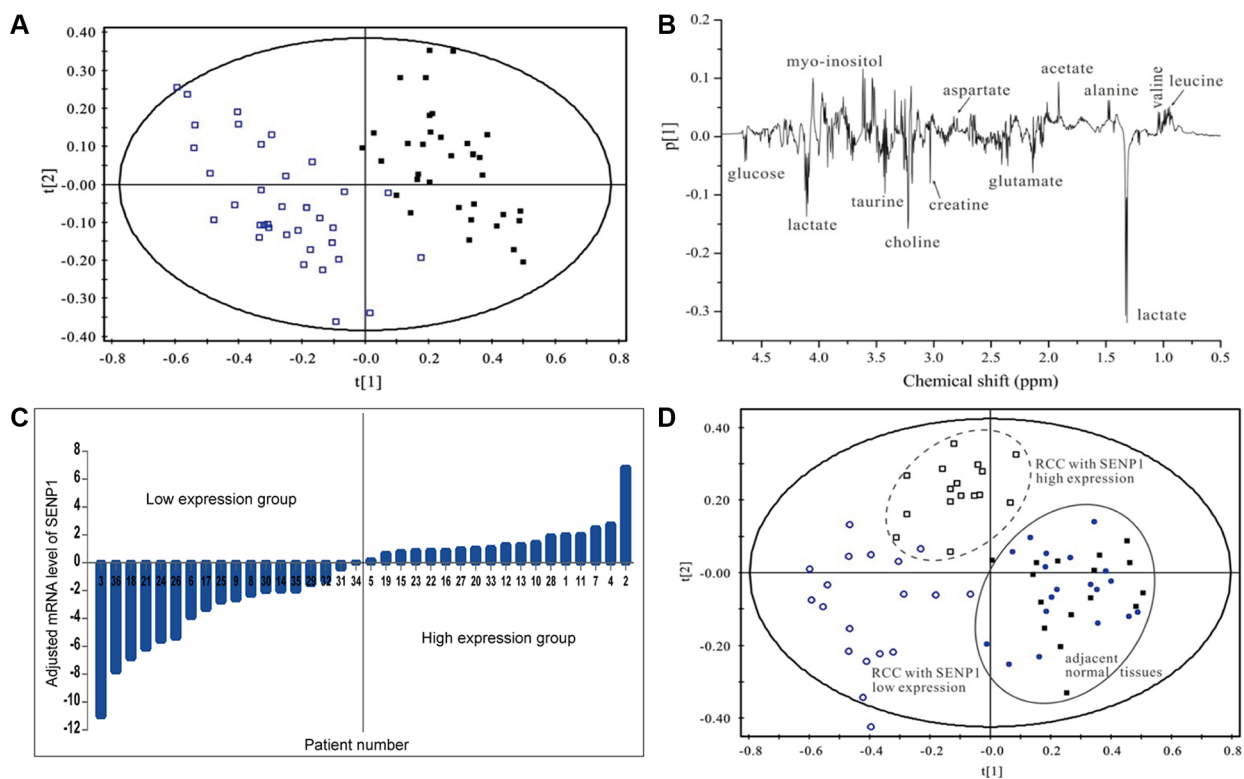 A
0.40
0.30
0.20
0.10
-0.00
-0.10
-0.20
-0.30
-0.40
t[2]
-0.8 -0.6 -0.4 -0.2 -0.0 0.2 0.4 0.6 0.8
t[1]
B
0.2
0.1
0.0
-0.1
-0.2
-0.3
p[1]
myo-inositol
aspartate
acetate
alanine
valine
leucine
glucose
lactate
taurine
choline
creatine
glutamate
lactate
4.5 4.0 3.5 3.0 2.5 2.0 1.5 1.0 0.5
Chemical shift (ppm)
C
8
6
4
2
0
-2
-4
-6
-8
-10
-12
Adjusted mRNA level of SENP1
Low expression group
3 36 18 21 24 26 6 17 25 9 8 30 14 35 29 32 31 34 5 19 15 23 22 16 27 20 33 12 13 10 28 1 11 7 4 2
High expression group
Patient number
D
0.40
0.20
-0.00
-0.20
-0.40
t[2]
RCC with SENP1
high expression
RCC with SENP1
low expression
adjacent
normal tissues
-0.8 -0.6 -0.4 -0.2 -0.0 0.2 0.4 0.6 0.8
t[1]